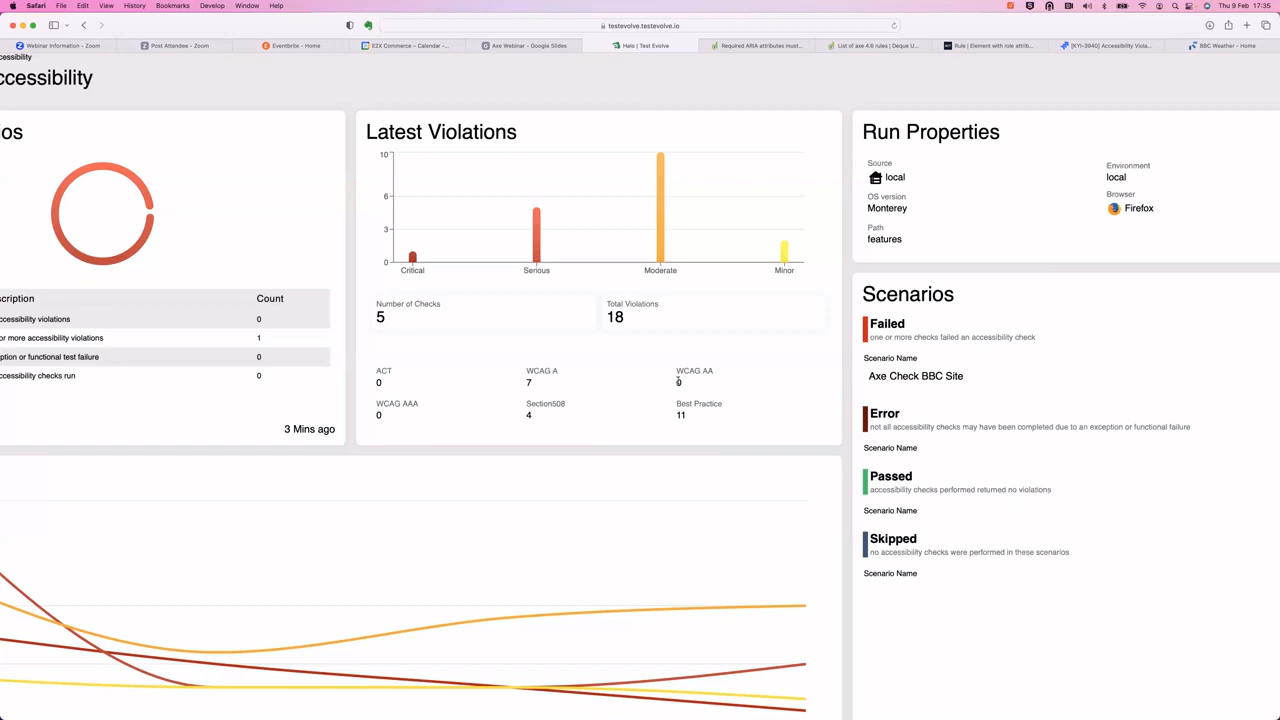 Safari File Edit View History Bookmarks Develop Window Help
Thu 9 Feb 17:35
testevolve.testevolve.io
Webinar Information - Zoom
Post Attendee - Zoom
Eventbrite - Home
E2X Commerce – Calendar -...
Axe Webinar - Google Slides
Halo | Test Evolve
Required ARIA attributes must...
List of axe 4.6 rules | Deque U...
Rule | Element with role attrib...
[KYI-3940] Accessibility Viola...
BBC Weather - Home
ccessibility
ccessibility
ios
scription Count
ccessibility violations 0
or more accessibility violations 1
ption or functional test failure 0
ccessibility checks run 0
3 Mins ago
Latest Violations
10
6
3
0
Critical Serious Moderate Minor
Number of Checks
5
Total Violations
18
ACT
0
WCAG A
7
WCAG AA
0
WCAG AAA
0
Section508
4
Best Practice
11
Run Properties
Source
local
Environment
local
OS version
Monterey
Browser
Firefox
Path
features
Scenarios
Failed
one or more checks failed an accessibility check
Scenario Name
Axe Check BBC Site
Error
not all accessibility checks may have been completed due to an exception or functional failure
Scenario Name
Passed
accessibility checks performed returned no violations
Scenario Name
Skipped
no accessibility checks were performed in these scenarios
Scenario Name